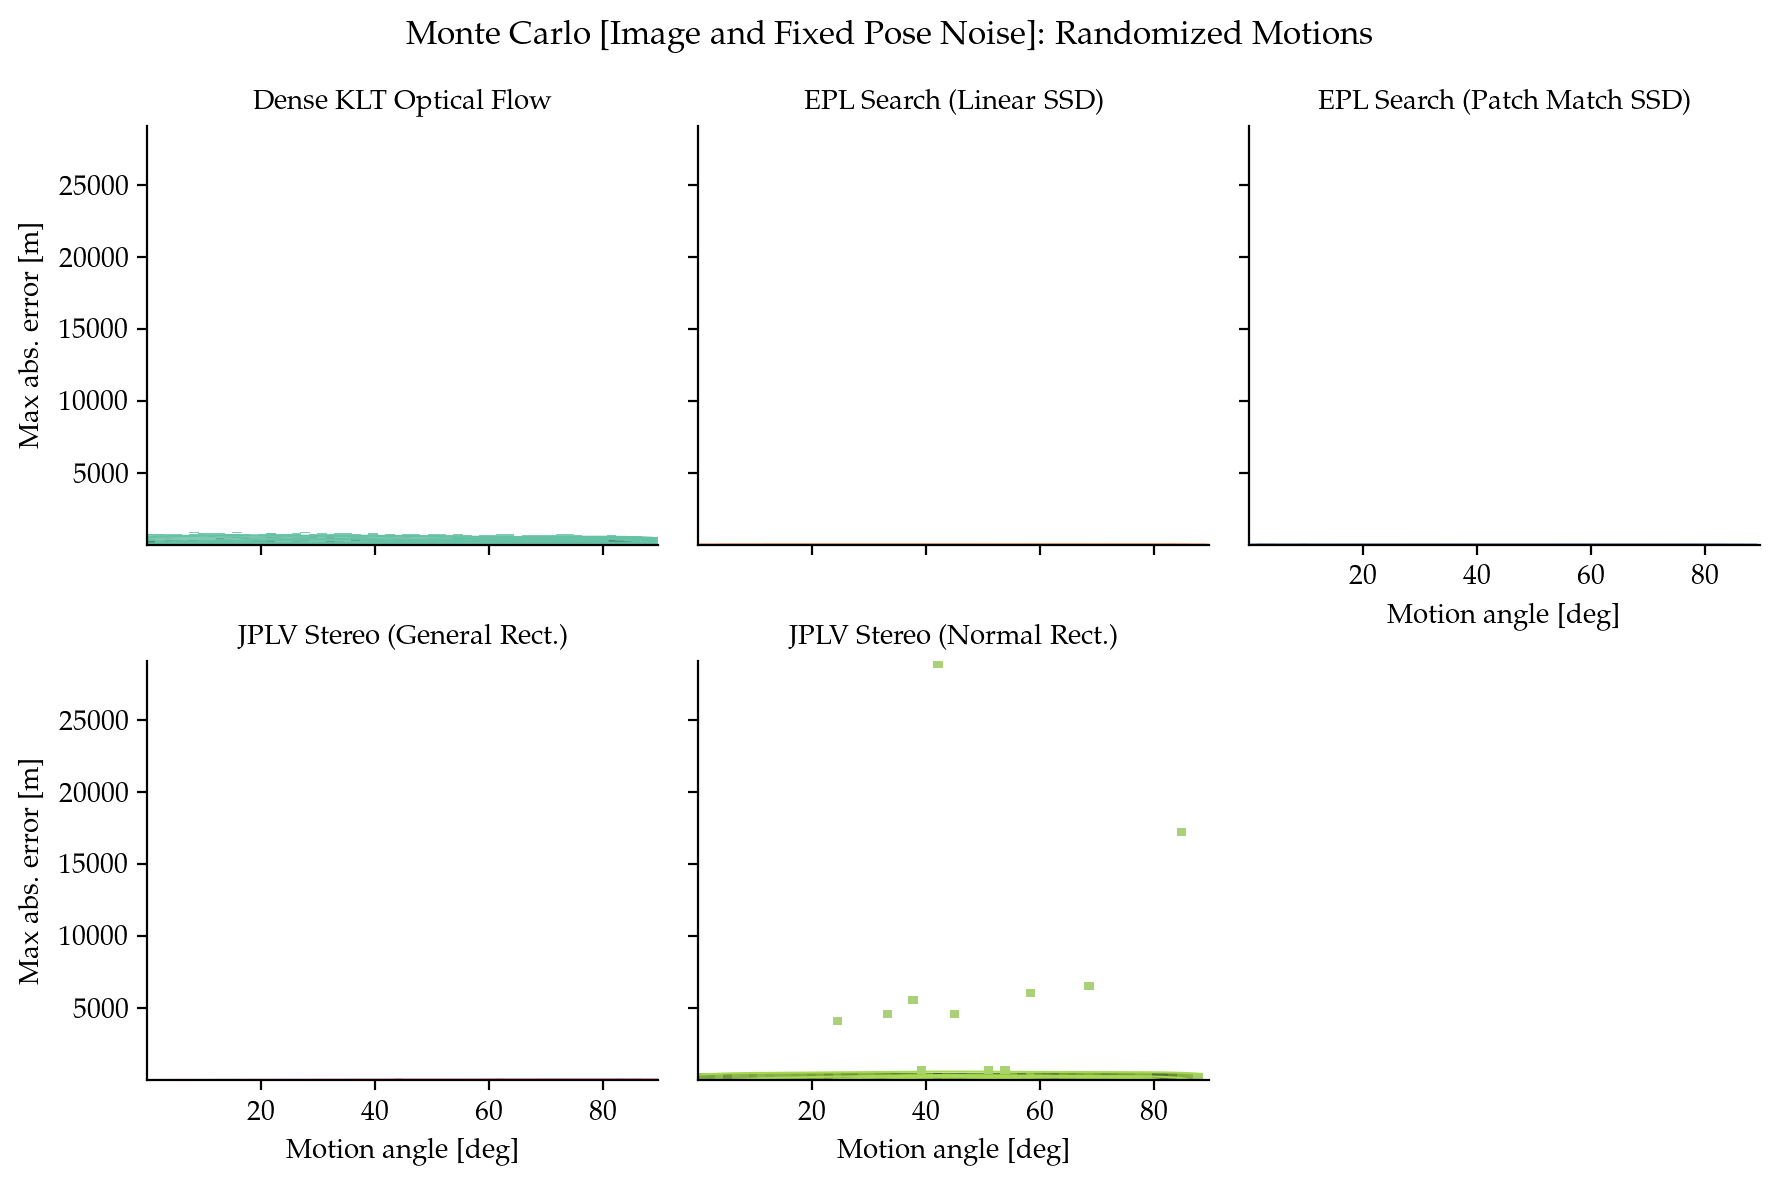 Monte Carlo [Image and Fixed Pose Noise]: Randomized Motions
Dense KLT Optical Flow
EPL Search (Linear SSD)
EPL Search (Patch Match SSD)
25000
20000
15000
10000
5000
Max abs. error [m]
20 40 60 80
Motion angle [deg]
JPLV Stereo (General Rect.)
JPLV Stereo (Normal Rect.)
25000
20000
15000
10000
5000
Max abs. error [m]
20 40 60 80
Motion angle [deg]
20 40 60 80
Motion angle [deg]